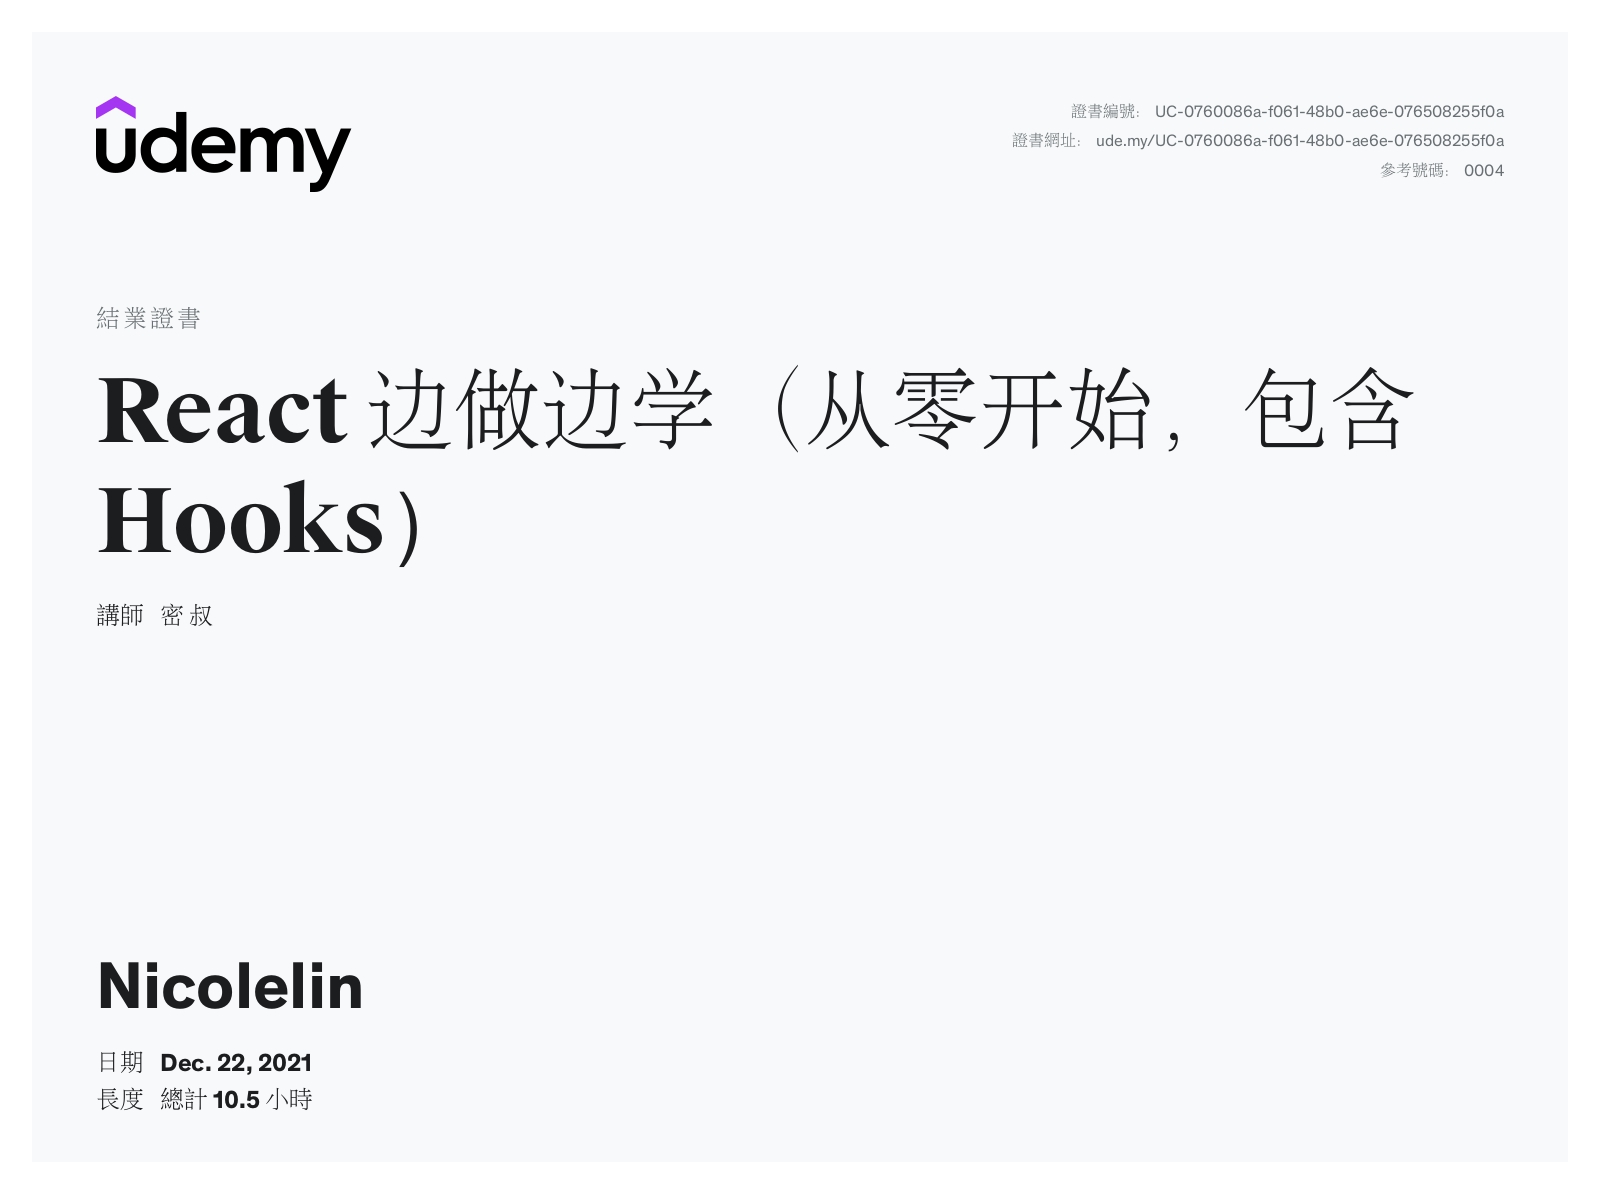 udemy
證書編號： UC-0760086a-f061-48b0-ae6e-076508255f0a
證書網址： ude.my/UC-0760086a-f061-48b0-ae6e-076508255f0a
參考號碼： 0004
結業證書
React 边做边学（从零开始，包含
Hooks）
講師 密 叔
Nicolelin
日期 Dec. 22, 2021
長度 總計 10.5 小時